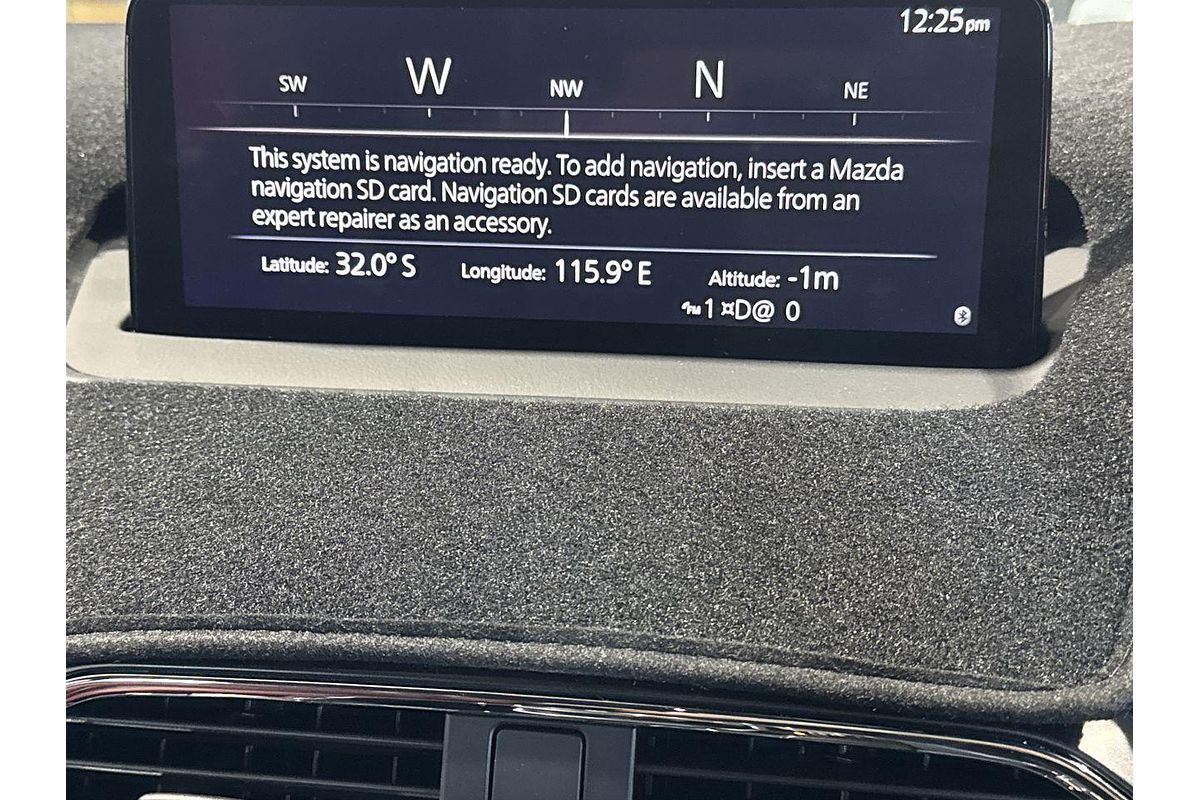 12:25pm
SW W NW N NE
This system is navigation ready. To add navigation, insert a Mazda
navigation SD card. Navigation SD cards are available from an
expert repairer as an accessory.
Latitude: 32.0° S Longitude: 115.9° E Altitude: -1m
1 ¤D@ 0